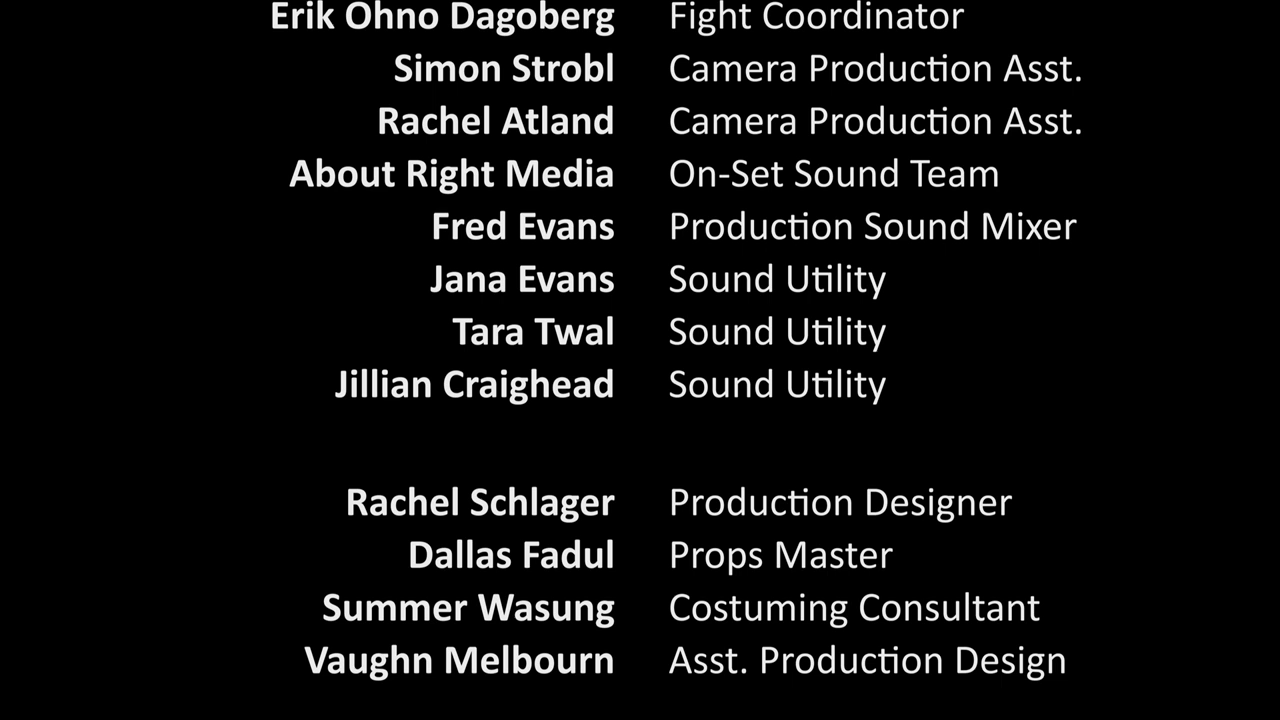 Erik Ohno Dagoberg Fight Coordinator
Simon Strobl Camera Production Asst.
Rachel Atland Camera Production Asst.
About Right Media On-Set Sound Team
Fred Evans Production Sound Mixer
Jana Evans Sound Utility
Tara Twal Sound Utility
Jillian Craighead Sound Utility
Rachel Schlager Production Designer
Dallas Fadul Props Master
Summer Wasung Costuming Consultant
Vaughn Melbourn Asst. Production Design